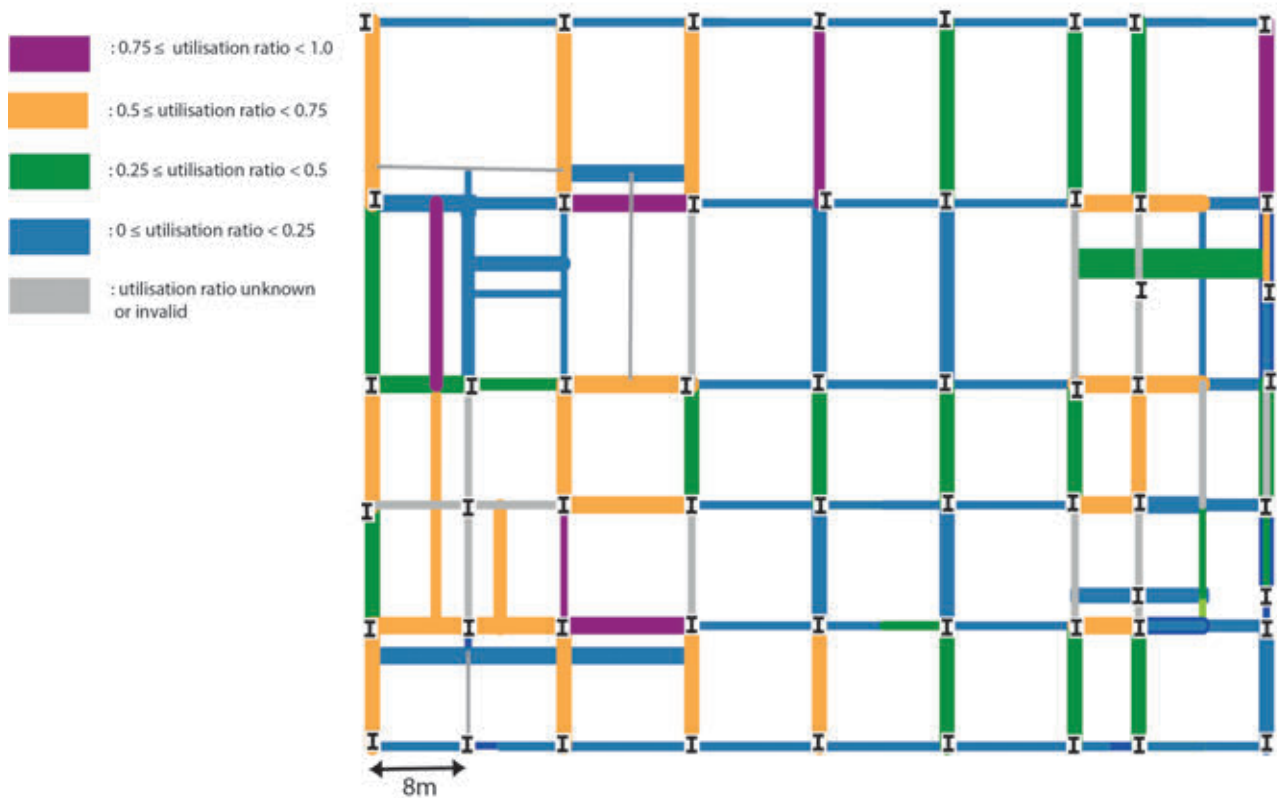 : 0.75 ≤ utilisation ratio < 1.0
: 0.5 ≤ utilisation ratio < 0.75
: 0.25 ≤ utilisation ratio < 0.5
: 0 ≤ utilisation ratio < 0.25
: utilisation ratio unknown
or invalid
8m